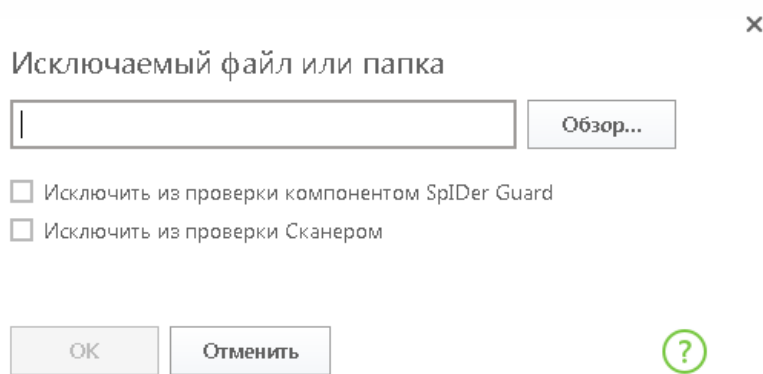 Исключаемый файл или папка
Обзор...
Исключить из проверки компонентом SpIDer Guard
Исключить из проверки Сканером
OK
Отменить
?